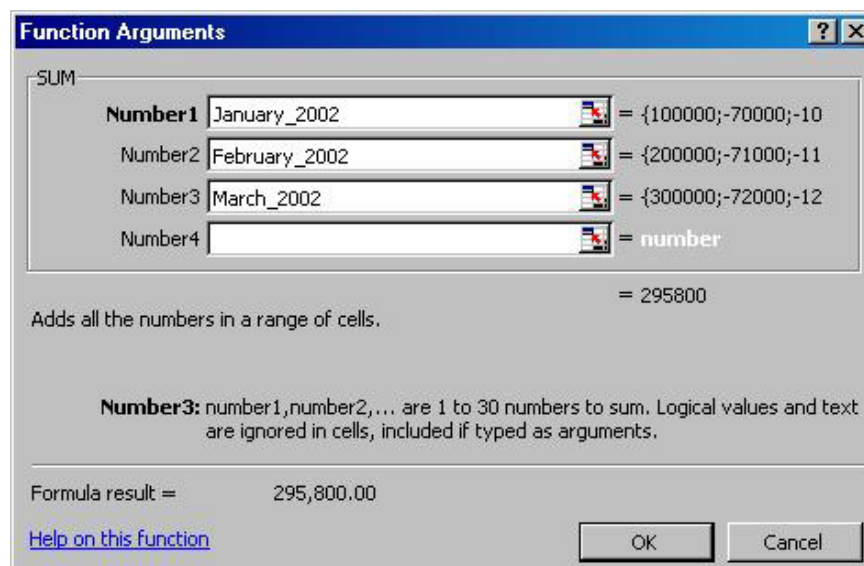 Function Arguments
SUM
Number1 January_2002 = {100000;-70000;-10
Number2 February_2002 = {200000;-71000;-11
Number3 March_2002 = {300000;-72000;-12
Number4 = number
= 295800
Adds all the numbers in a range of cells.
Number3: number1,number2,... are 1 to 30 numbers to sum. Logical values and text
are ignored in cells, included if typed as arguments.
Formula result = 295,800.00
Help on this function OK Cancel